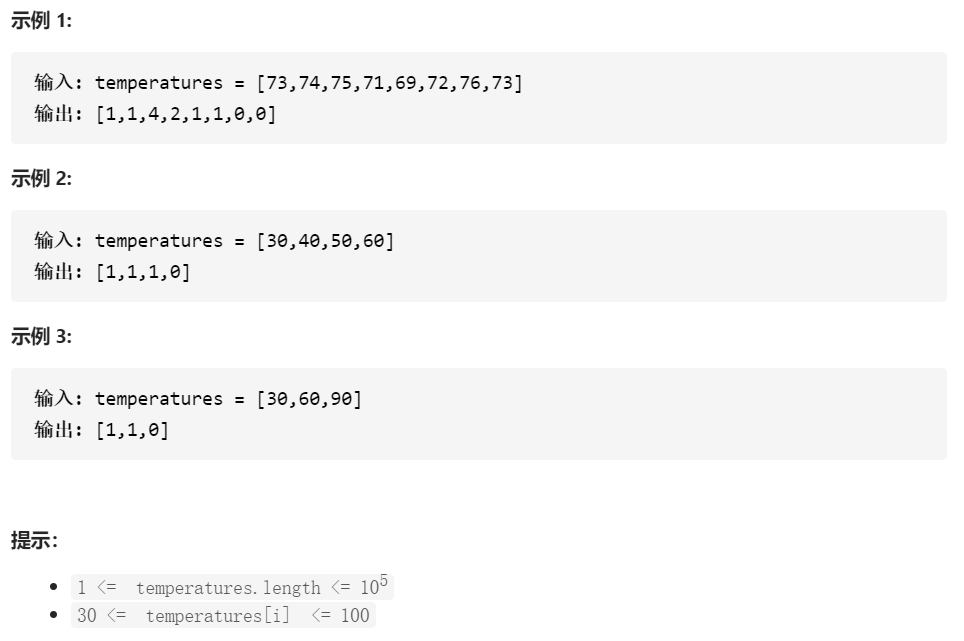 示例 1:
输入: temperatures = [73,74,75,71,69,72,76,73]
输出: [1,1,4,2,1,1,0,0]
示例 2:
输入: temperatures = [30,40,50,60]
输出: [1,1,1,0]
示例 3:
输入: temperatures = [30,60,90]
输出: [1,1,0]
提示：
1 <= temperatures.length <= 10⁵
30 <= temperatures[i] <= 100